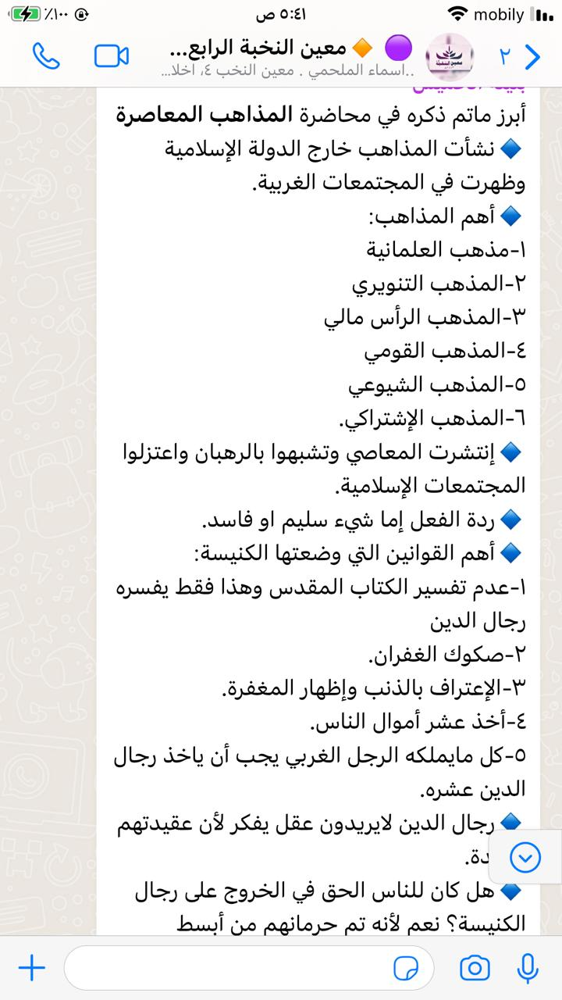 ٥:٤١ ص
٪١٠٠
mobily
معين النخبة الرابع...
..اسماء الملحمي . معين النخب ٤، اخلا...
٢
أبرز ماتم ذكره في محاضرة المذاهب المعاصرة
🔷 نشأت المذاهب خارج الدولة الإسلامية
وظهرت في المجتمعات الغربية.
🔷 أهم المذاهب:
١-مذهب العلمانية
٢-المذهب التنويري
٣-المذهب الرأس مالي
٤-المذهب القومي
٥-المذهب الشيوعي
٦-المذهب الإشتراكي.
🔷 إنتشرت المعاصي وتشبهوا بالرهبان واعتزلوا
المجتمعات الإسلامية.
🔷 ردة الفعل إما شيء سليم او فاسد.
🔷 أهم القوانين التي وضعتها الكنيسة:
١-عدم تفسير الكتاب المقدس وهذا فقط يفسره
رجال الدين
٢-صكوك الغفران.
٣-الإعتراف بالذنب وإظهار المغفرة.
٤-أخذ عشر أموال الناس.
٥-كل مايملكه الرجل الغربي يجب أن ياخذ رجال
الدين عشره.
🔷 رجال الدين لايريدون عقل يفكر لأن عقيدتهم
🔷 هل كان للناس الحق في الخروج على رجال
الكنيسة؟ نعم لأنه تم حرمانهم من أبسط